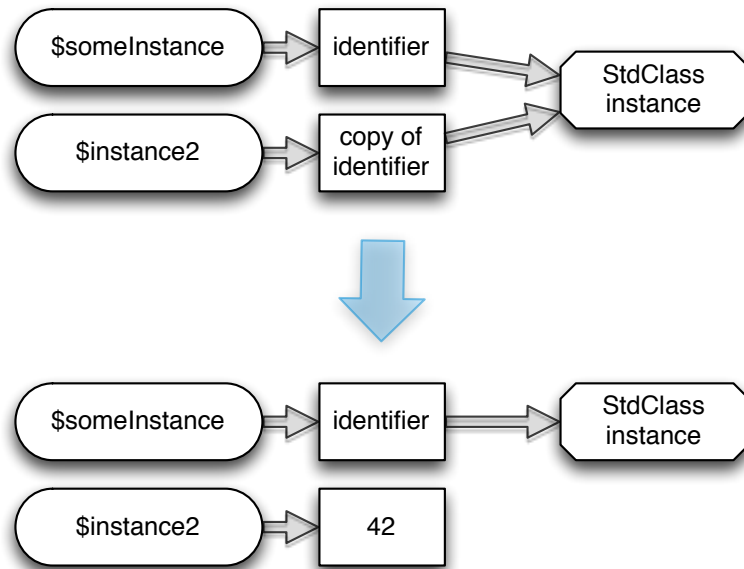 $someInstance
identifier
StdClass
instance
$instance2
copy of
identifier
$someInstance
identifier
StdClass
instance
$instance2
42